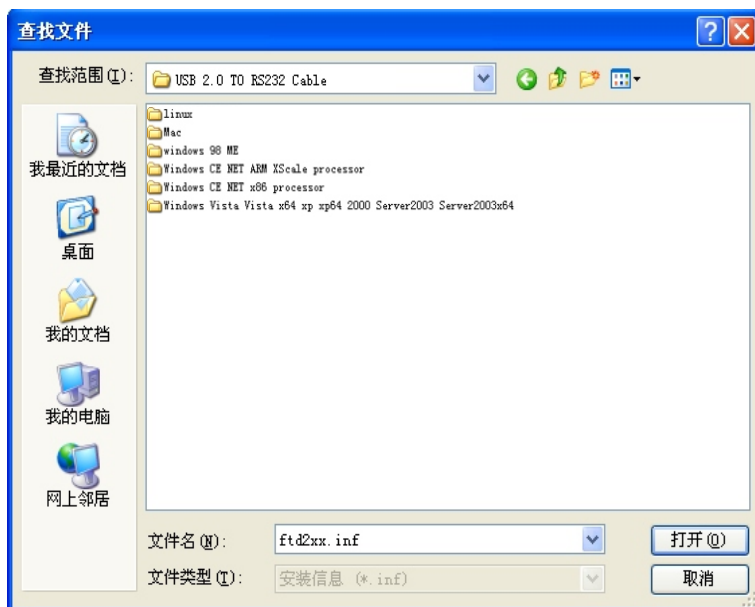 查找文件
查找范围(I):
USB 2.0 TO RS232 Cable
linux
Mac
windows 98 ME
Windows CE NET ARM XScale processor
Windows CE NET x86 processor
Windows Vista Vista x64 xp xp64 2000 Server2003 Server2003x64
我最近的文档
桌面
我的文档
我的电脑
网上邻居
文件名(N):
ftd2xx.inf
打开(O)
文件类型(T):
安装信息 (*.inf)
取消